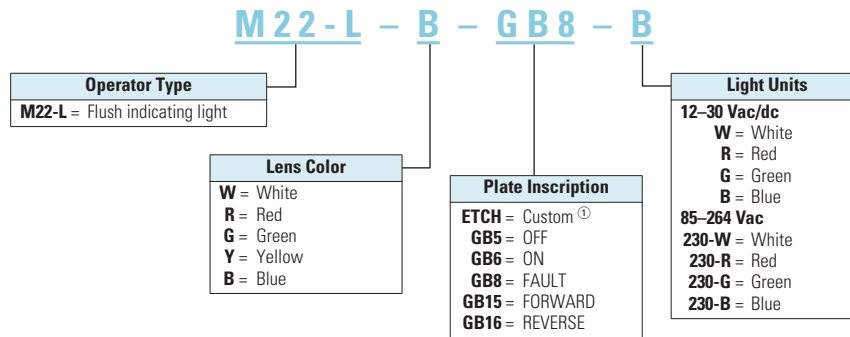 M22-L – B – GB8 – B
Operator Type
M22-L = Flush indicating light
Lens Color
W = White
R = Red
G = Green
Y = Yellow
B = Blue
Plate Inscription
ETCH = Custom ①
GB5 = OFF
GB6 = ON
GB8 = FAULT
GB15 = FORWARD
GB16 = REVERSE
Light Units
12–30 Vac/dc
W = White
R = Red
G = Green
B = Blue
85–264 Vac
230-W = White
230-R = Red
230-G = Green
230-B = Blue